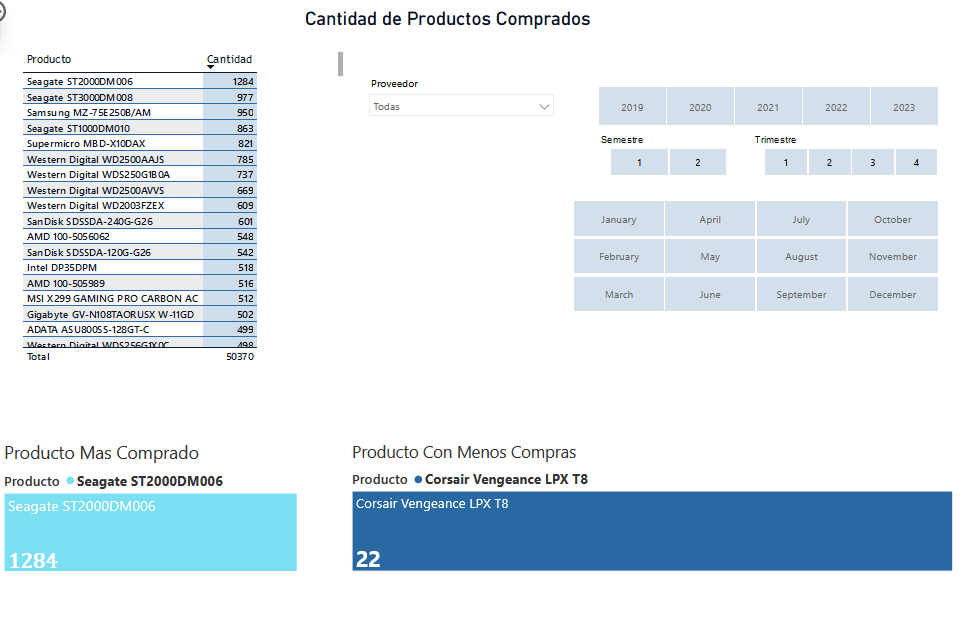 Cantidad de Productos Comprados
Producto Cantidad
Seagate ST2000DM006 1284
Seagate ST3000DM008 977
Samsung MZ-75E250B/AM 950
Seagate ST1000DM010 863
Supermicro MBD-X10DAX 821
Western Digital WD2500AAJS 785
Western Digital WDS250G1B0A 737
Western Digital WD2500AVVS 669
Western Digital WD2003FZEX 609
SanDisk SDSSDA-240G-G26 601
AMD 100-5056062 548
SanDisk SDSSDA-120G-G26 542
Intel DP35DPM 518
AMD 100-505989 516
MSI X299 GAMING PRO CARBON AC 512
Gigabyte GV-N108TAORUSX W-11GD 502
ADATA ASU800SS-128GT-C 499
Western Digital WDS256G1X0C 498
Total 50370
Proveedor
Todas
2019 2020 2021 2022 2023
Semestre Trimestre
1 2 1 2 3 4
January April July October
February May August November
March June September December
Producto Mas Comprado
Producto Seagate ST2000DM006
Seagate ST2000DM006
1284
Producto Con Menos Compras
Producto Corsair Vengeance LPX T8
Corsair Vengeance LPX T8
22